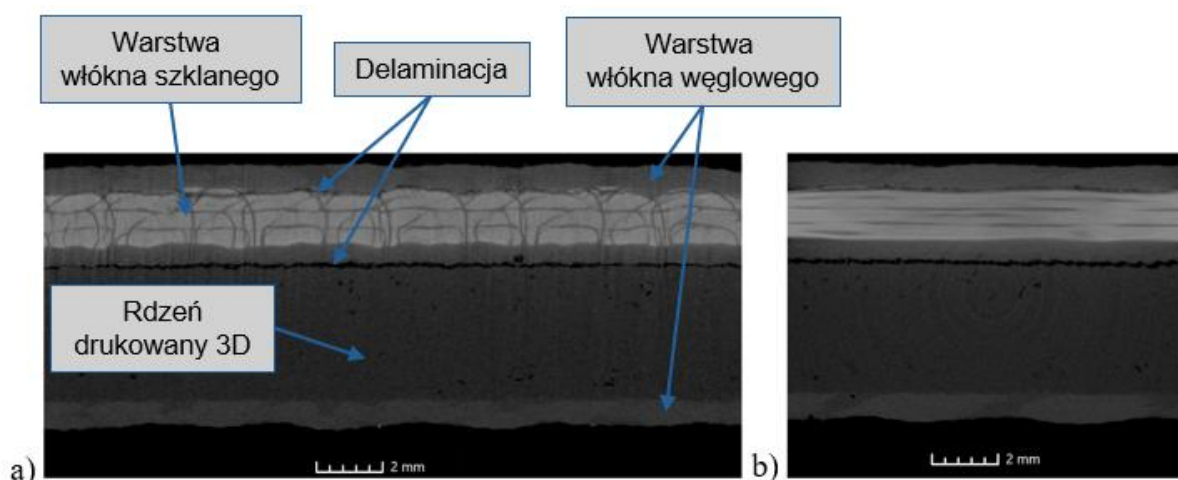 Warstwa
włókna szklanego
Delaminacja
Warstwa
włókna węglowego
Rdzeń
drukowany 3D
a)
2 mm
b)
2 mm